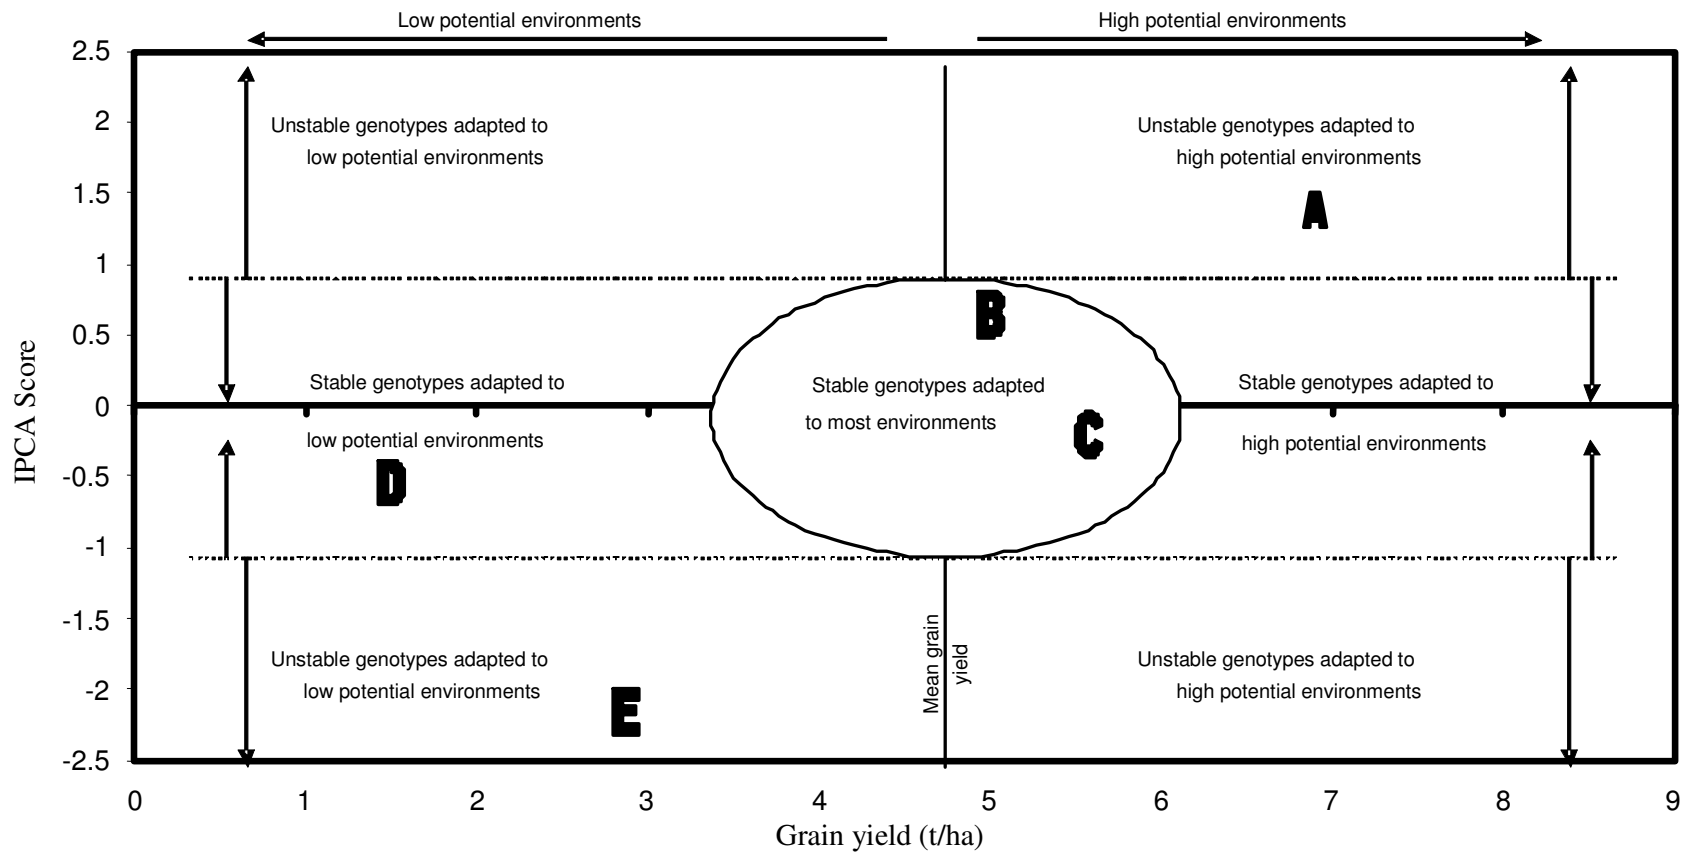 Low potential environments
High potential environments
2.5
2
1.5
1
0.5
0
-0.5
-1
-1.5
-2
-2.5
IPCA Score
Unstable genotypes adapted to
low potential environments
Unstable genotypes adapted to
high potential environments
A
B
Stable genotypes adapted to
low potential environments
Stable genotypes adapted
to most environments
C
Stable genotypes adapted to
high potential environments
D
Unstable genotypes adapted to
low potential environments
E
Mean grain
yield
Unstable genotypes adapted to
high potential environments
0 1 2 3 4 5 6 7 8 9
Grain yield (t/ha)